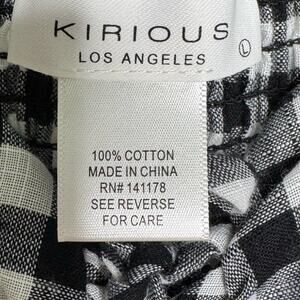 KIRIOUS
LOS ANGELES
L
100% COTTON
MADE IN CHINA
RN# 141178
SEE REVERSE
FOR CARE